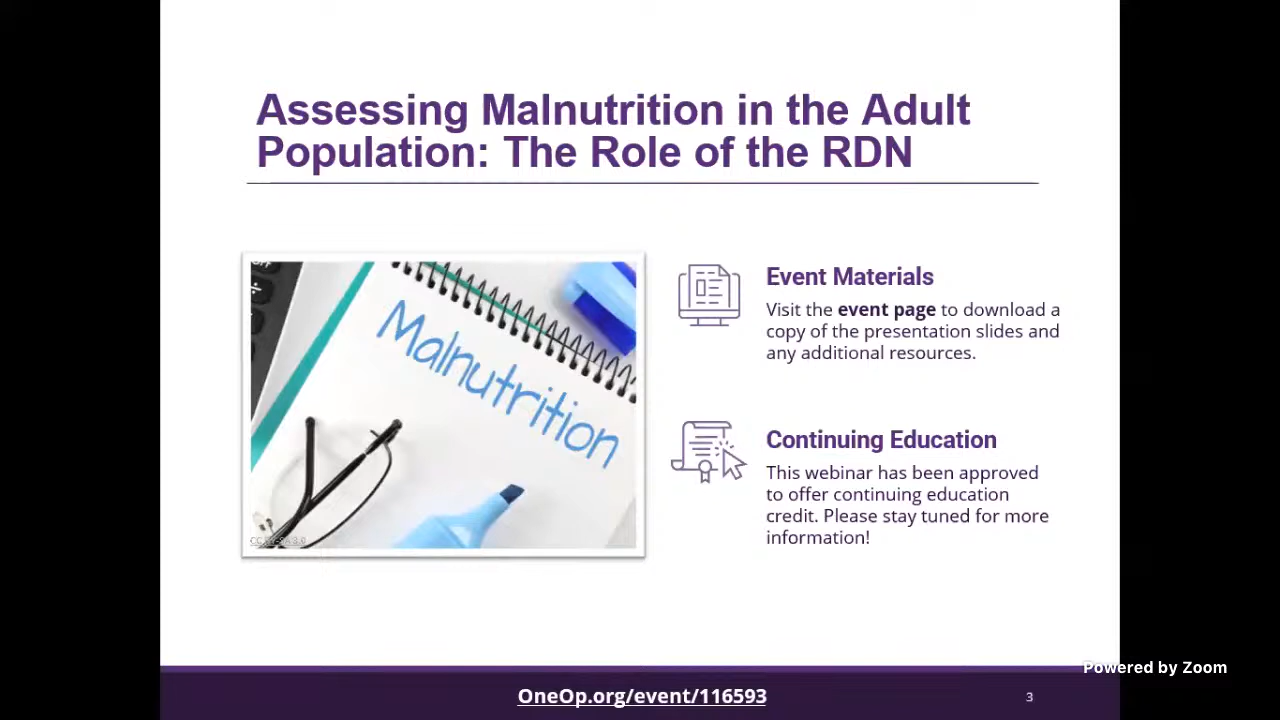 Assessing Malnutrition in the Adult
Population: The Role of the RDN
Malnutrition
Event Materials
Visit the event page to download a
copy of the presentation slides and
any additional resources.
Continuing Education
This webinar has been approved
to offer continuing education
credit. Please stay tuned for more
information!
OneOp.org/event/116593
3
Powered by Zoom